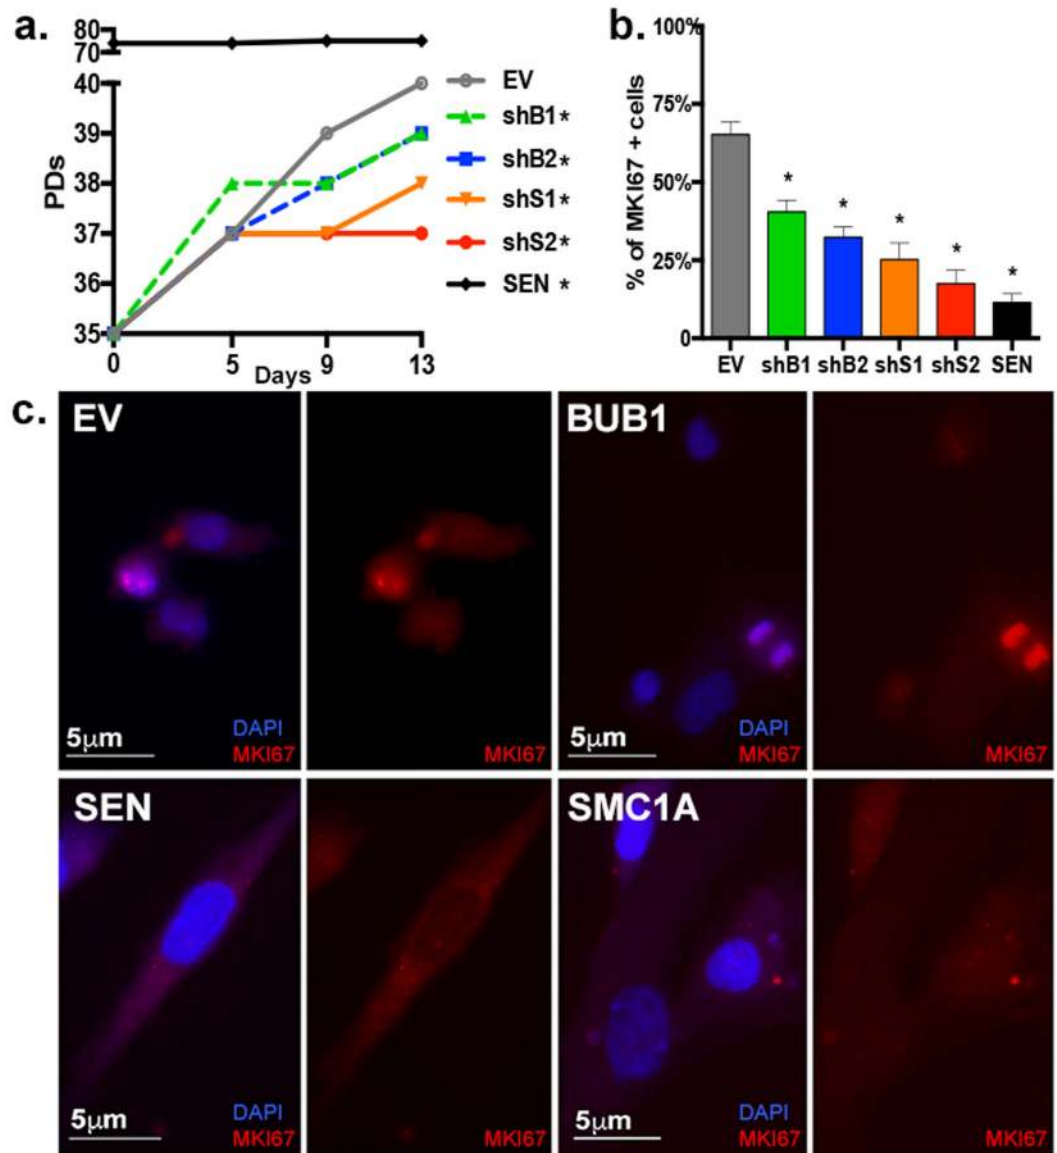 a.
80
70
40
39
38
37
36
35
PDs
0 5 9 13
Days
EV
shB1*
shB2*
shS1*
shS2*
SEN *
b.
100%
75%
50%
25%
0
% of MKI67 + cells
* * * * *
EV shB1 shB2 shS1 shS2 SEN
c.
EV
5μm
DAPI
MKI67
MKI67
BUB1
5μm
DAPI
MKI67
MKI67
SEN
5μm
DAPI
MKI67
MKI67
SMC1A
5μm
DAPI
MKI67
MKI67